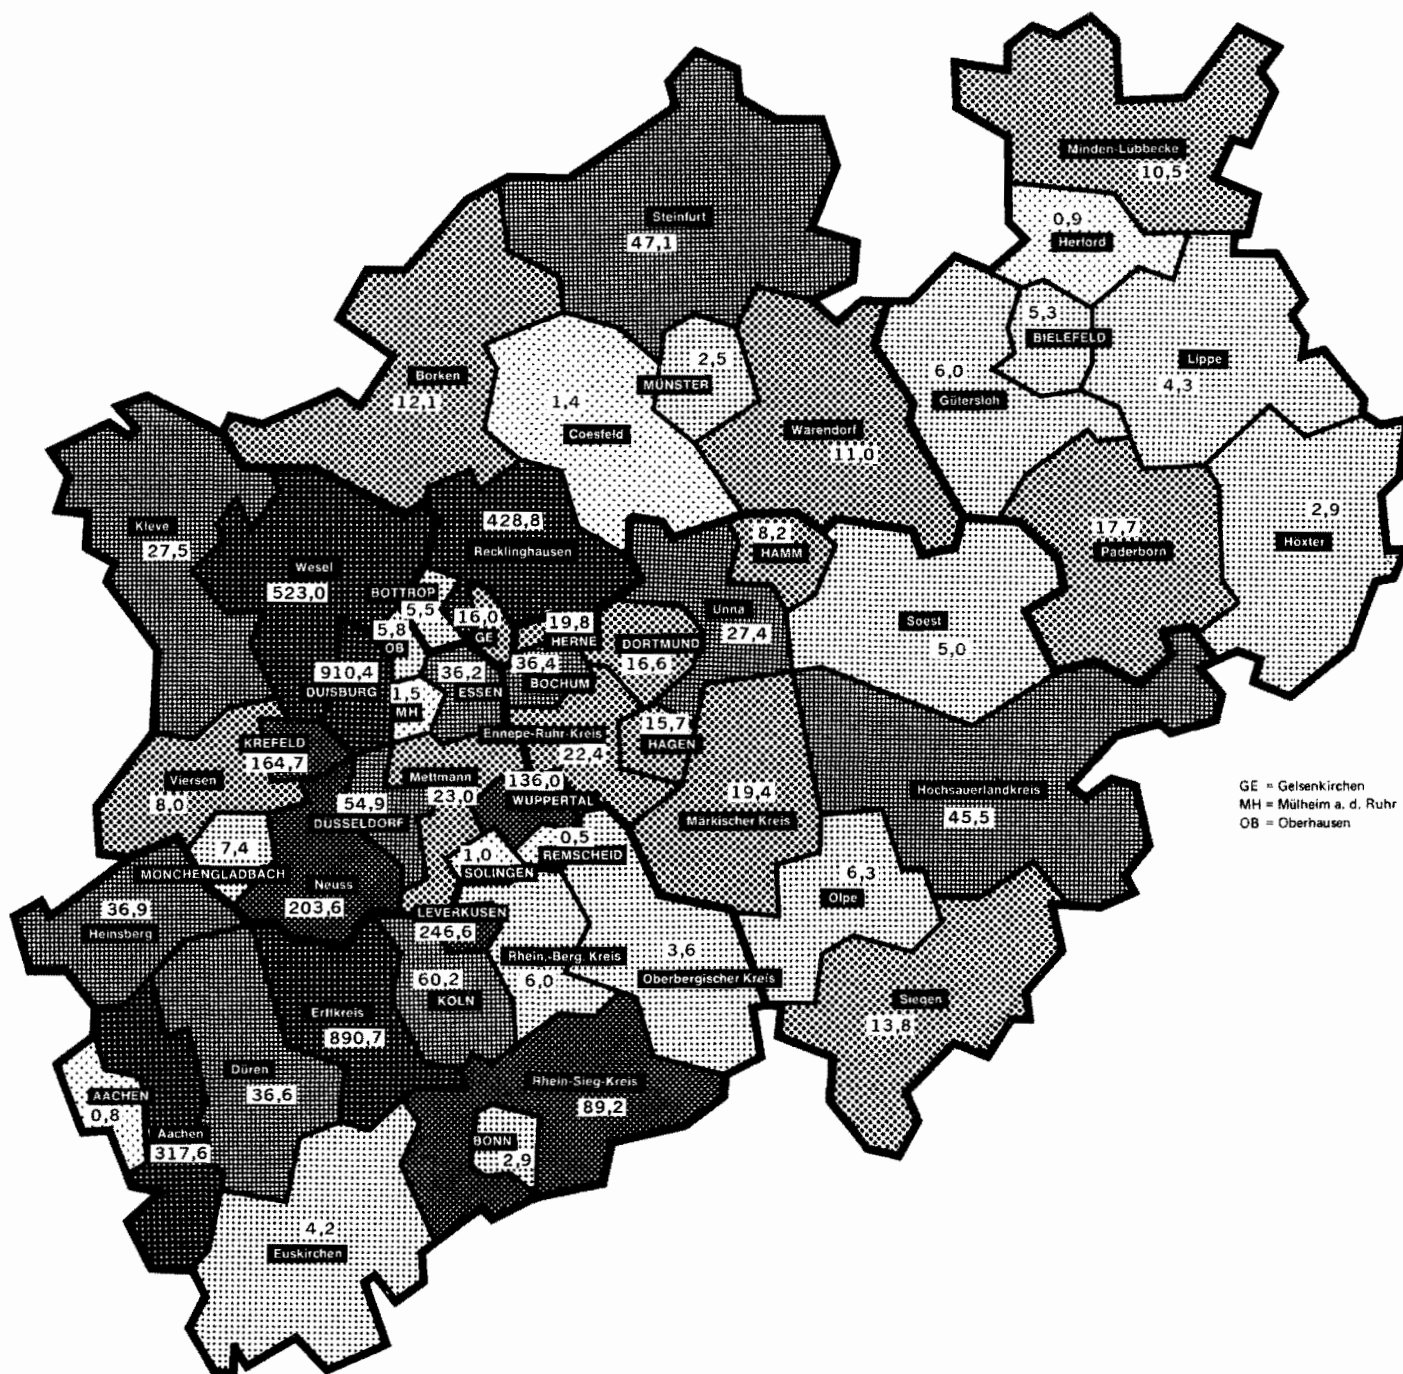 Minden-Lübbecke
10,5
Steinfurt
47,1
0,9
Herford
5,3
BIELEFELD
Lippe
4,3
2,5
MÜNSTER
6,0
Gütersloh
Borken
12,1
1,4
Coesfeld
Warendorf
11,0
2,9
Höxter
17,7
Paderborn
Kleve
27,5
428,8
Recklinghausen
8,2
HAMM
Wesel
523,0
BOTTROP
5,5
16,0
GE
19,8
HERNE
Unna
27,4
Soest
5,0
5,8
OB
DORTMUND
16,6
910,4
DUISBURG
36,2
ESSEN
36,4
BOCHUM
1,5
MH
15,7
HAGEN
Ennepe-Ruhr-Kreis
22,4
KREFELD
164,7
Viersen
8,0
Mettmann
23,0
136,0
WUPPERTAL
19,4
Märkischer Kreis
Hochsauerlandkreis
45,5
GE = Gelsenkirchen
MH = Mülheim a. d. Ruhr
OB = Oberhausen
54,9
DÜSSELDORF
7,4
MÖNCHENGLADBACH
1,0
SOLINGEN
0,5
REMSCHEID
6,3
Olpe
Neuss
203,6
36,9
Heinsberg
LEVERKUSEN
246,6
Rhein.-Berg. Kreis
6,0
3,6
Oberbergischer Kreis
60,2
KÖLN
Siegen
13,8
Erftkreis
890,7
Düren
36,6
Rhein-Sieg-Kreis
89,2
AACHEN
0,8
Aachen
317,6
BONN
2,9
4,2
Euskirchen